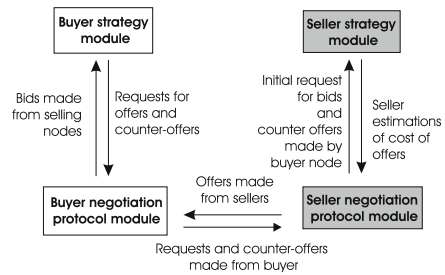 Buyer strategy
module
Seller strategy
module
Bids made
from selling
nodes
Requests for
offers and
counter-offers
Initial request
for bids
and
counter offers
made by
buyer node
Seller
estimations
of cost of
offers
Buyer negotiation
protocol module
Offers made
from sellers
Seller negotiation
protocol module
Requests and counter-offers
made from buyer